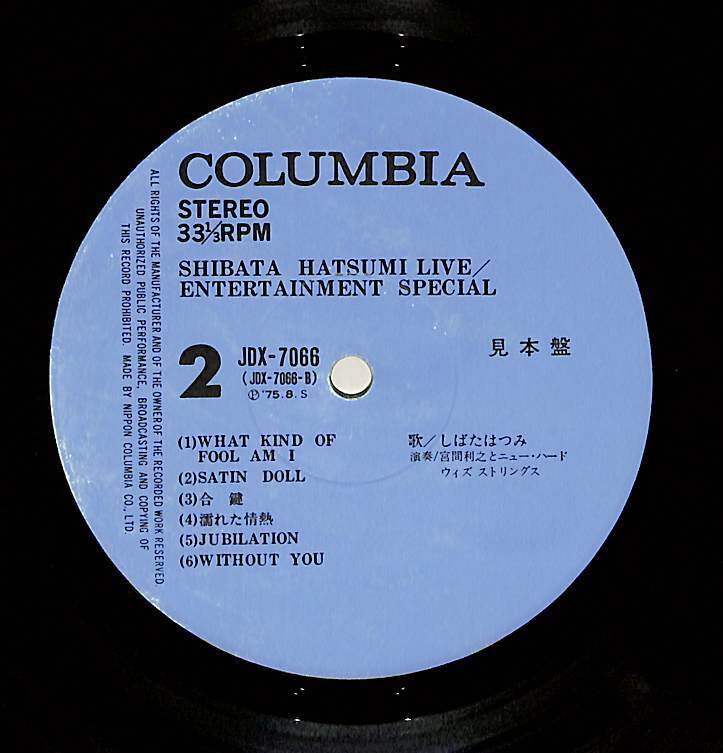 COLUMBIA
STEREO
33⅓RPM
SHIBATA HATSUMI LIVE/
ENTERTAINMENT SPECIAL
2
JDX-7066
(JDX-7066-B)
Ⓟ'75.8.S
見本盤
(1)WHAT KIND OF
FOOL AM I
(2)SATIN DOLL
(3)合鍵
(4)濡れた情熱
(5)JUBILATION
(6)WITHOUT YOU
歌/しばたはつみ
演奏/宮間利之とニュー・ハード
ウィズ ストリングス
ALL RIGHTS OF THE MANUFACTURER AND OF THE OWNER OF THE RECORDED WORK RESERVED
UNAUTHORIZED PUBLIC PERFORMANCE, BROADCASTING AND COPYING OF
THIS RECORD PROHIBITED. MADE BY NIPPON COLUMBIA CO., LTD.